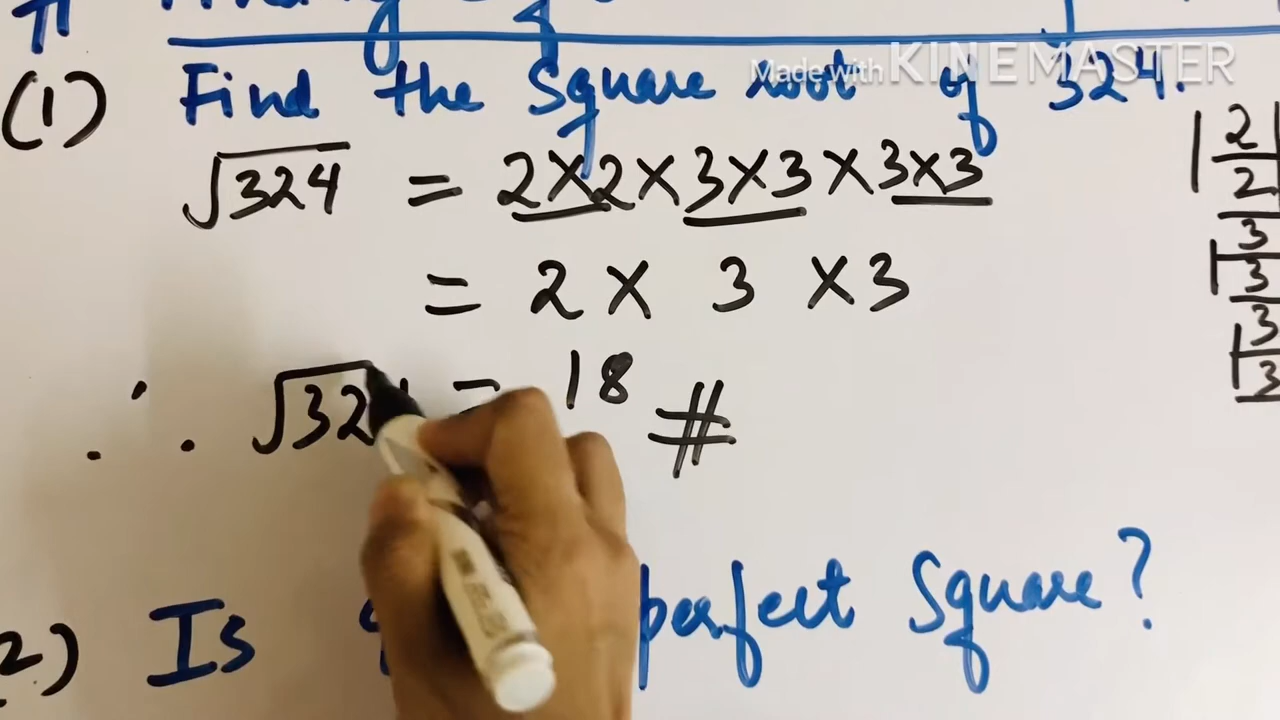 Made with KINEMASTER
(1) Find the square root of 324.
√324 = 2×2×3×3×3×3
= 2 × 3 ×3
∴ √32 = 18 #
2) Is perfect Square?
2
2
3
3
3
3